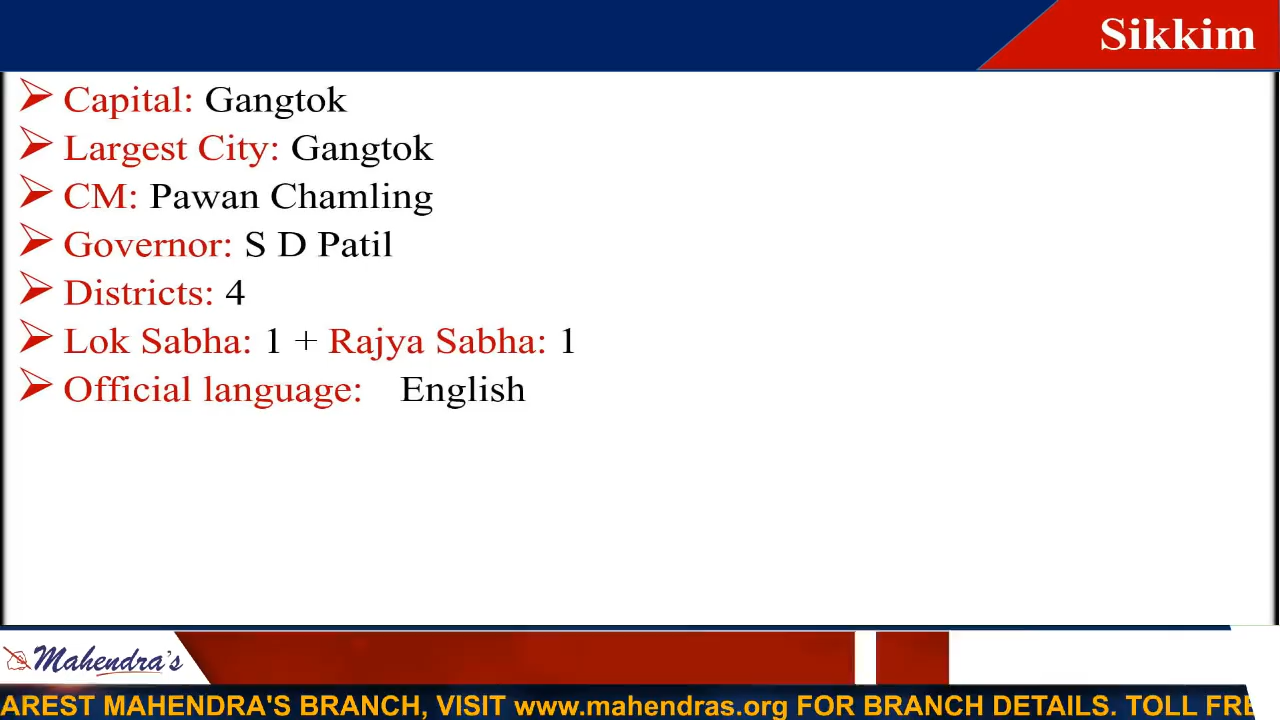 Sikkim
Capital: Gangtok
Largest City: Gangtok
CM: Pawan Chamling
Governor: S D Patil
Districts: 4
Lok Sabha: 1 + Rajya Sabha: 1
Official language: English
Mahendra's
AREST MAHENDRA'S BRANCH, VISIT www.mahendras.org FOR BRANCH DETAILS. TOLL FRE